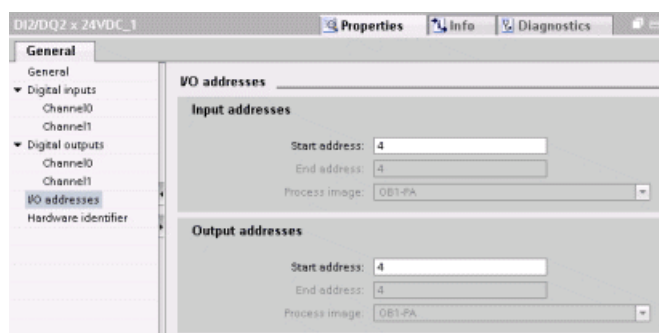 DI2/DQ2 x 24VDC_1
Properties
Info
Diagnostics
General
General
Digital inputs
Channel0
Channel1
Digital outputs
Channel0
Channel1
I/O addresses
Hardware identifier
I/O addresses
Input addresses
Start address: 4
End address: 4
Process image: OB1-PA
Output addresses
Start address: 4
End address: 4
Process image: OB1-PA